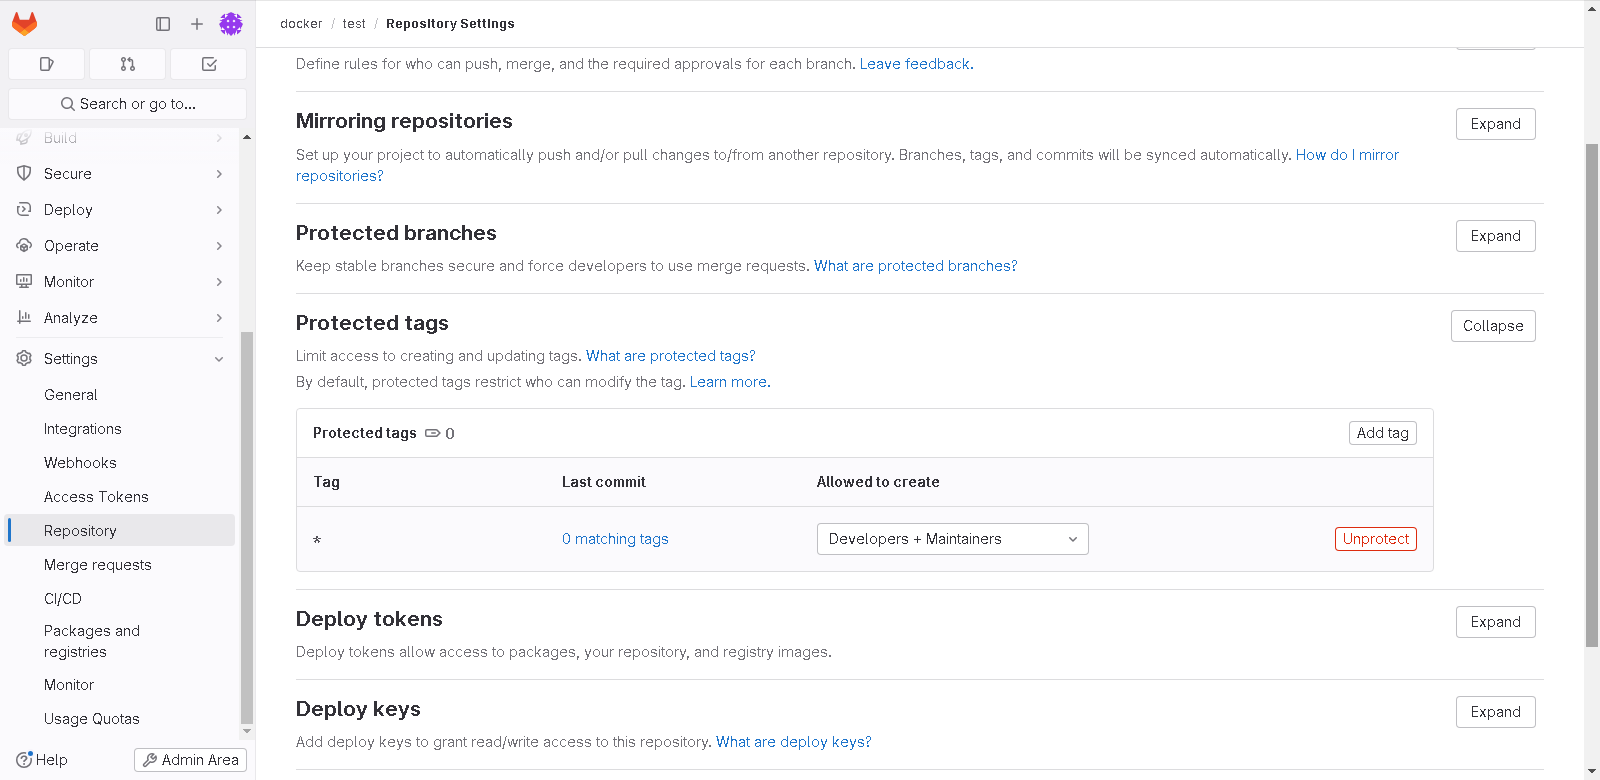 docker / test / Repository Settings
Search or go to...
Build
Secure
Deploy
Operate
Monitor
Analyze
Settings
General
Integrations
Webhooks
Access Tokens
Repository
Merge requests
CI/CD
Packages and
registries
Monitor
Usage Quotas
Help
Admin Area
Define rules for who can push, merge, and the required approvals for each branch. Leave feedback.
Mirroring repositories
Expand
Set up your project to automatically push and/or pull changes to/from another repository. Branches, tags, and commits will be synced automatically. How do I mirror
repositories?
Protected branches
Expand
Keep stable branches secure and force developers to use merge requests. What are protected branches?
Protected tags
Collapse
Limit access to creating and updating tags. What are protected tags?
By default, protected tags restrict who can modify the tag. Learn more.
Protected tags 0
Add tag
Tag Last commit Allowed to create
* 0 matching tags Developers + Maintainers Unprotect
Deploy tokens
Expand
Deploy tokens allow access to packages, your repository, and registry images.
Deploy keys
Expand
Add deploy keys to grant read/write access to this repository. What are deploy keys?